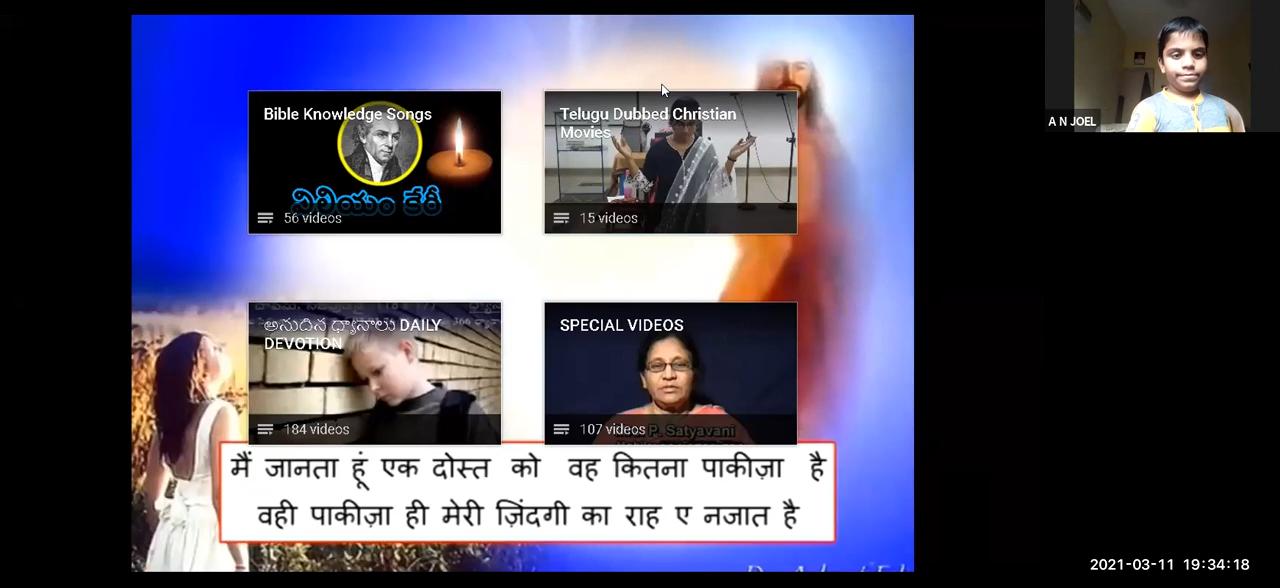 Bible Knowledge Songs
విలియం కేరీ
56 videos
Telugu Dubbed Christian
Movies
15 videos
A N JOEL
అనుదిన ధ్యానాలు DAILY
DEVOTION
184 videos
SPECIAL VIDEOS
P. Satyavani
107 videos
मैं जानता हूं एक दोस्त को वह कितना पाकीज़ा है
वही पाकीज़ा ही मेरी ज़िंदगी का राह ए नजात है
2021-03-11 19:34:18